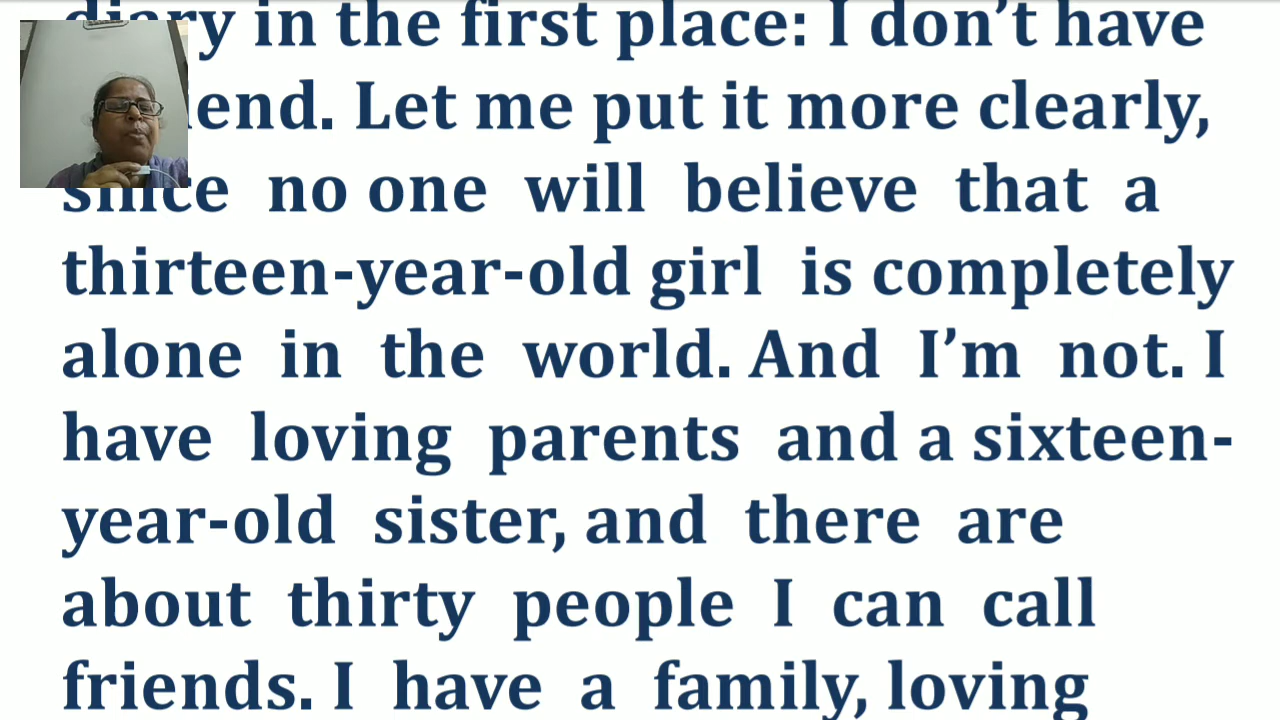 diary in the first place: I don’t have
Let me put it more clearly,
since no one will believe that a
thirteen-year-old girl is completely
alone in the world. And I’m not. I
have loving parents and a sixteen-
year-old sister, and there are
about thirty people I can call
friends. I have a family, loving